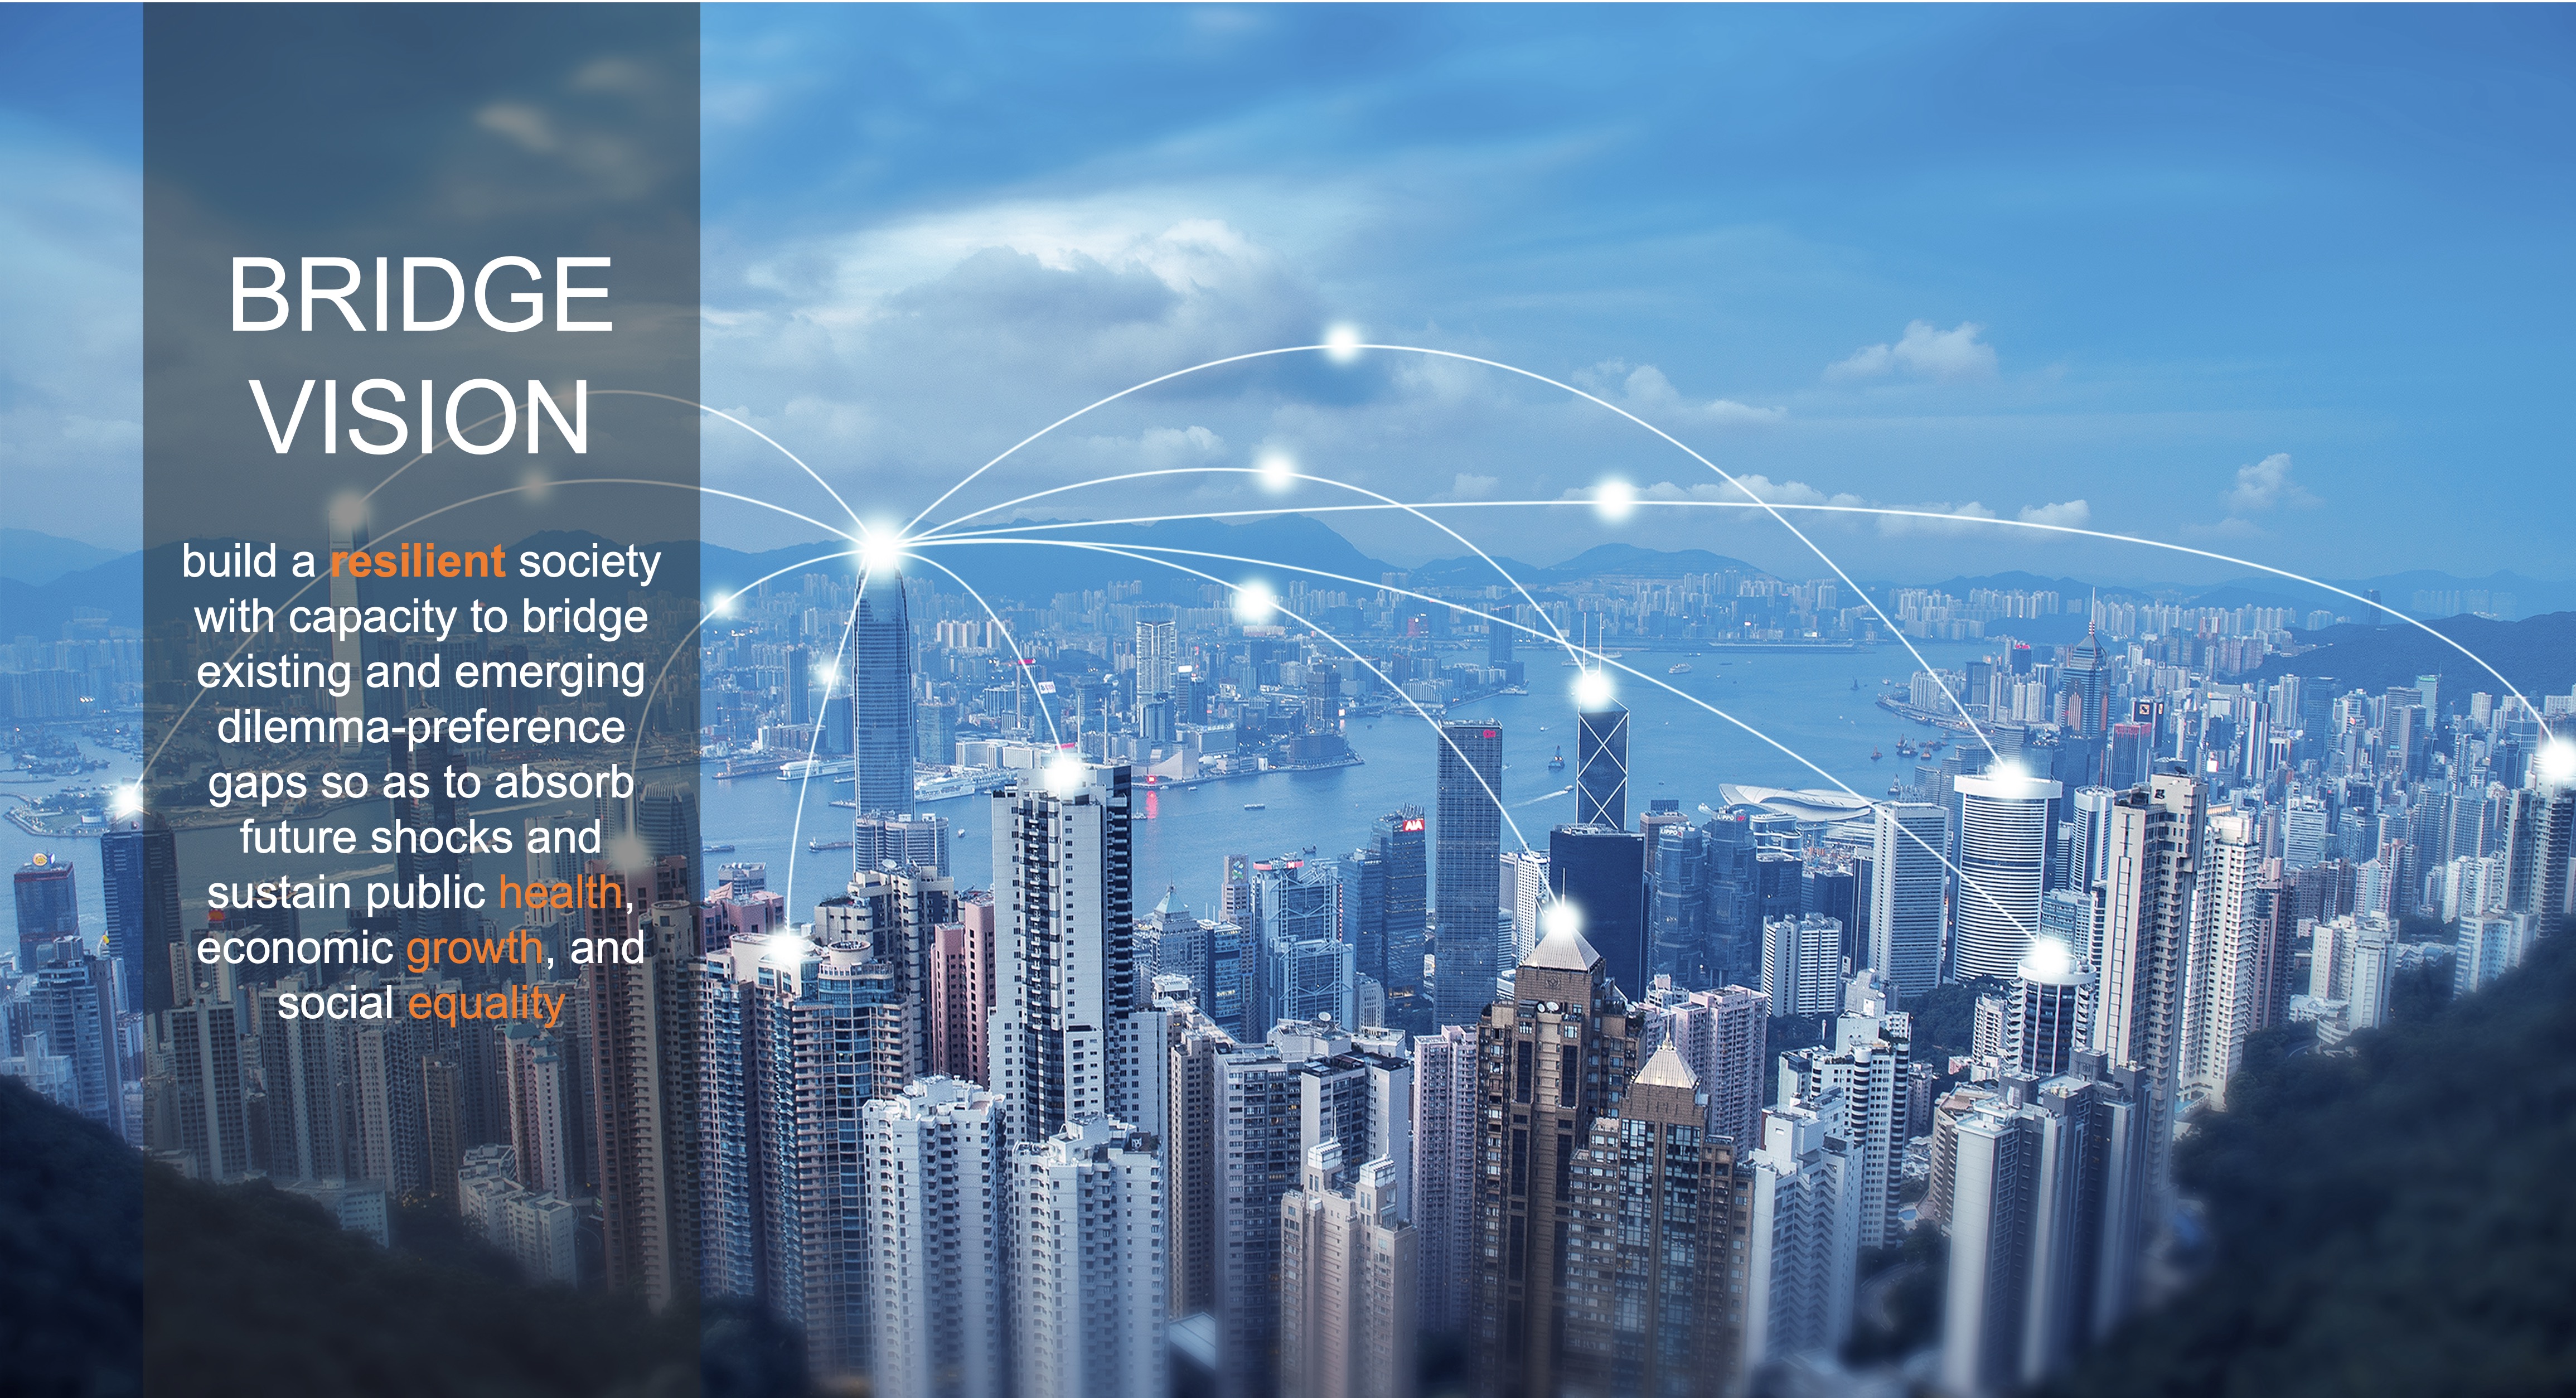 BRIDGE
VISION
build a resilient society
with capacity to bridge
existing and emerging
dilemma-preference
gaps so as to absorb
future shocks and
sustain public health,
economic growth, and
social equality
AIA